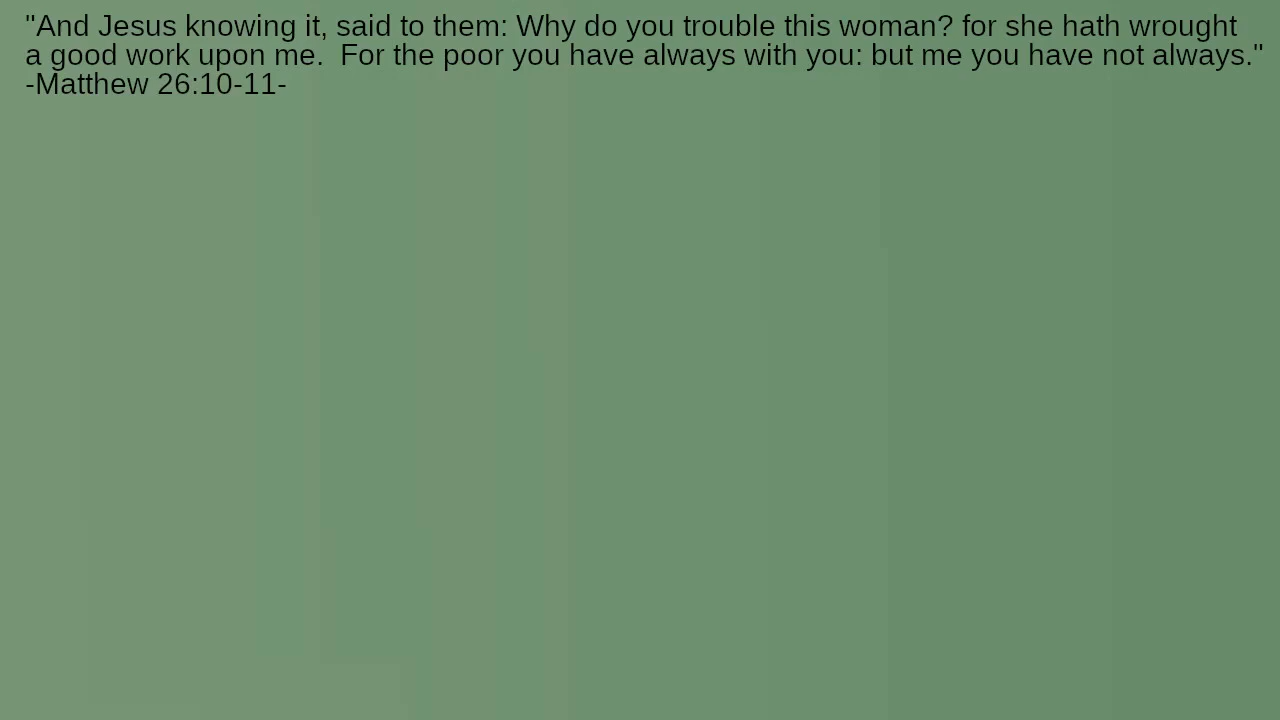 "And Jesus knowing it, said to them: Why do you trouble this woman? for she hath wrought
a good work upon me.  For the poor you have always with you: but me you have not always."
-Matthew 26:10-11-